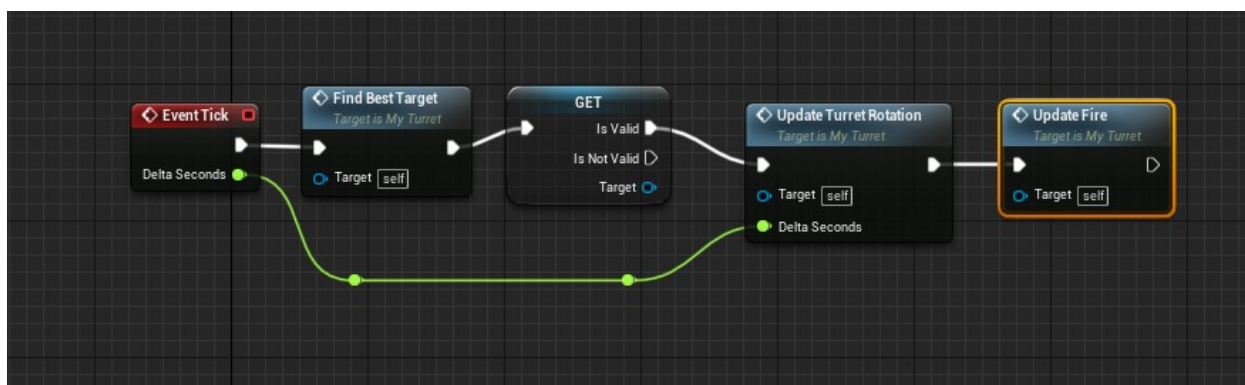 Event Tick
Delta Seconds
Find Best Target
Target is My Turret
Target self
GET
Is Valid
Is Not Valid
Target
Update Turret Rotation
Target is My Turret
Target self
Delta Seconds
Update Fire
Target is My Turret
Target self